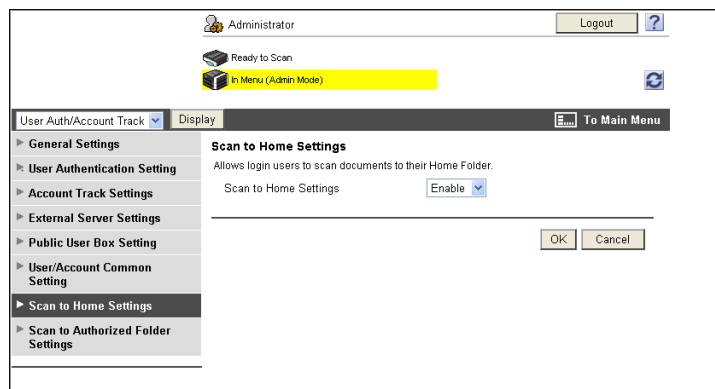 Administrator
Logout
?
Ready to Scan
In Menu (Admin Mode)
User Auth/Account Track
Display
To Main Menu
General Settings
User Authentication Setting
Account Track Settings
External Server Settings
Public User Box Setting
User/Account Common
Setting
Scan to Home Settings
Scan to Authorized Folder
Settings
Scan to Home Settings
Allows login users to scan documents to their Home Folder.
Scan to Home Settings
Enable
OK
Cancel